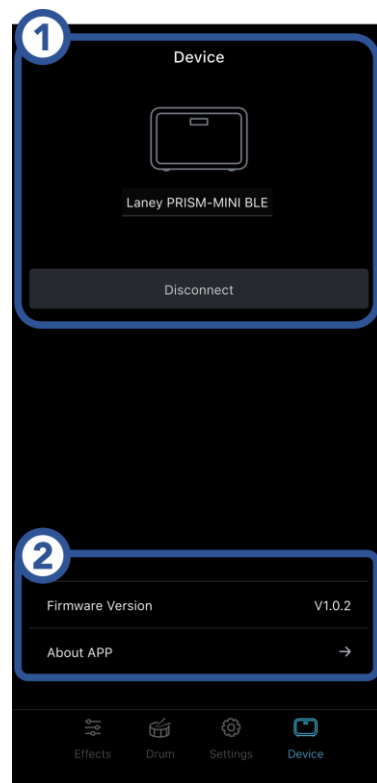 1
Device
Laney PRISM-MINI BLE
Disconnect
2
Firmware Version V1.0.2
About APP →
Effects Drum Settings Device